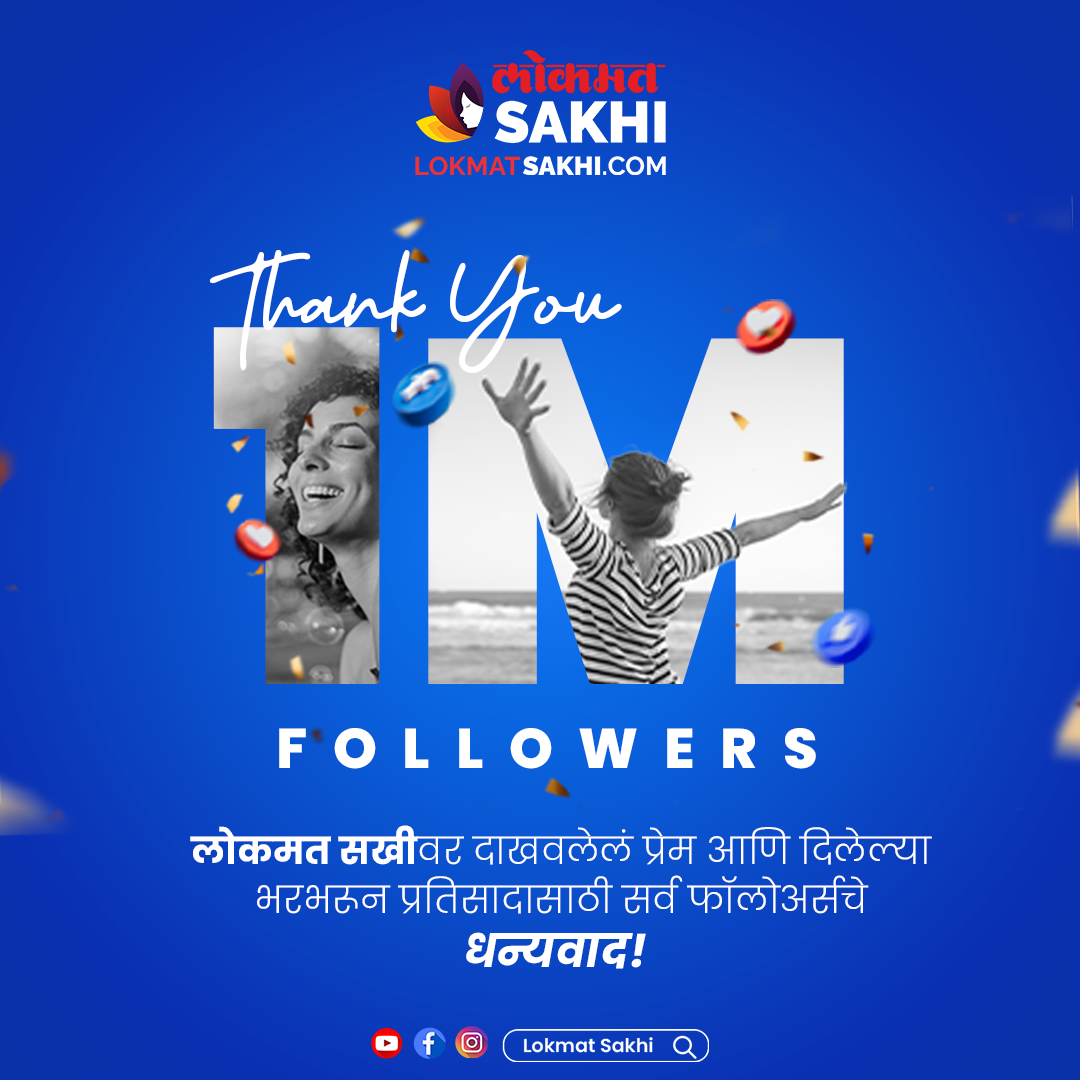 लोकमत
SAKHI
LOKMATSAKHI.COM
Thank You
1M
FOLLOWERS
लोकमत सखीवर दाखवलेलं प्रेम आणि दिलेल्या
भरभरून प्रतिसादासाठी सर्व फॉलोअर्सचे
धन्यवाद!
Lokmat Sakhi